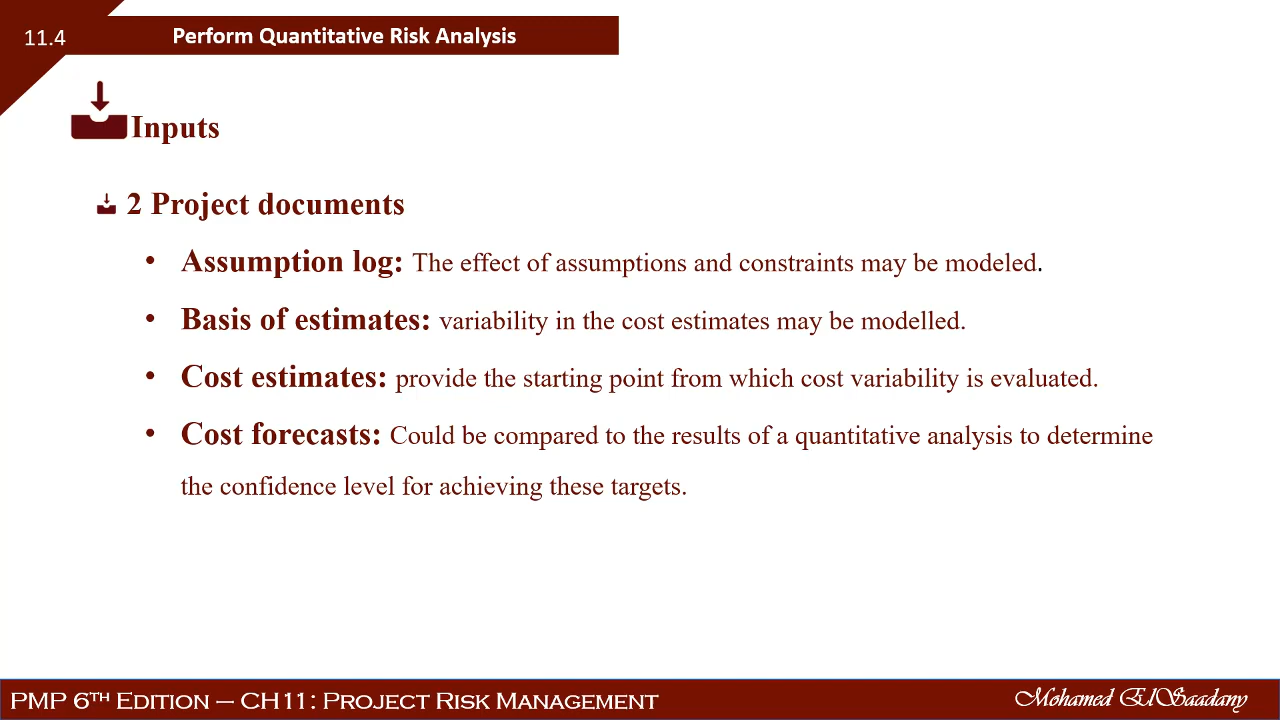 11.4
Perform Quantitative Risk Analysis
Inputs
2 Project documents
• Assumption log: The effect of assumptions and constraints may be modeled.
• Basis of estimates: variability in the cost estimates may be modelled.
• Cost estimates: provide the starting point from which cost variability is evaluated.
• Cost forecasts: Could be compared to the results of a quantitative analysis to determine
the confidence level for achieving these targets.
PMP 6TH EDITION – CH11: PROJECT RISK MANAGEMENT
Mohamed ElSaadany